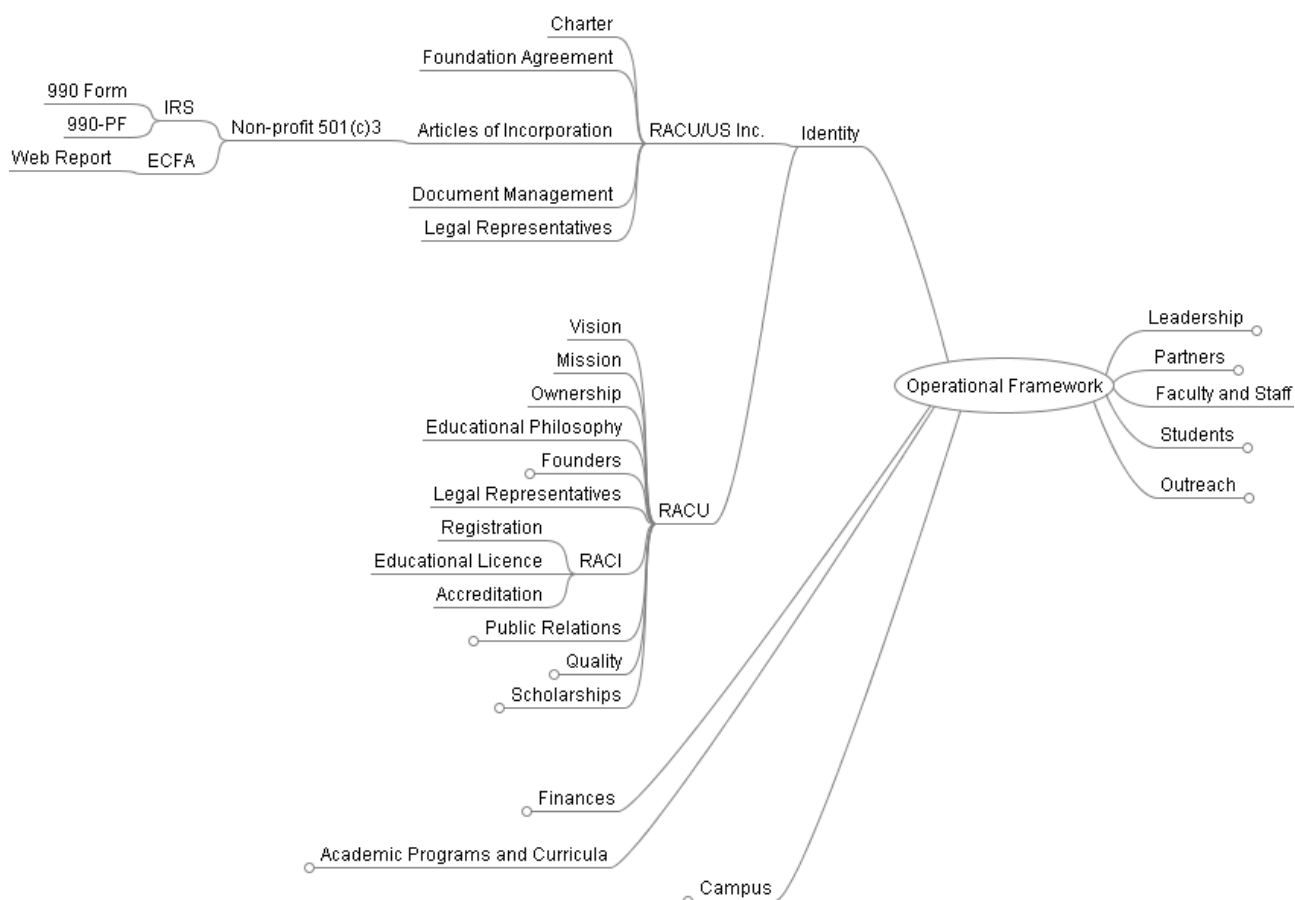 Charter
Foundation Agreement
990 Form
IRS
990-PF
Non-profit 501(c)3
Articles of Incorporation
RACU/US Inc.
Identity
Web Report
ECFA
Document Management
Legal Representatives
Vision
Mission
Ownership
Educational Philosophy
Founders
Legal Representatives
RACU
Registration
Educational Licence
RACI
Accreditation
Public Relations
Quality
Scholarships
Operational Framework
Leadership
Partners
Faculty and Staff
Students
Outreach
Finances
Academic Programs and Curricula
Campus